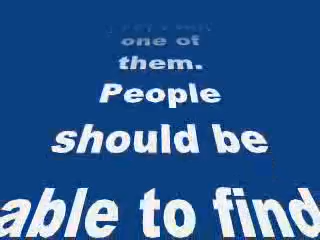 one of
them.
People
should be
able to find